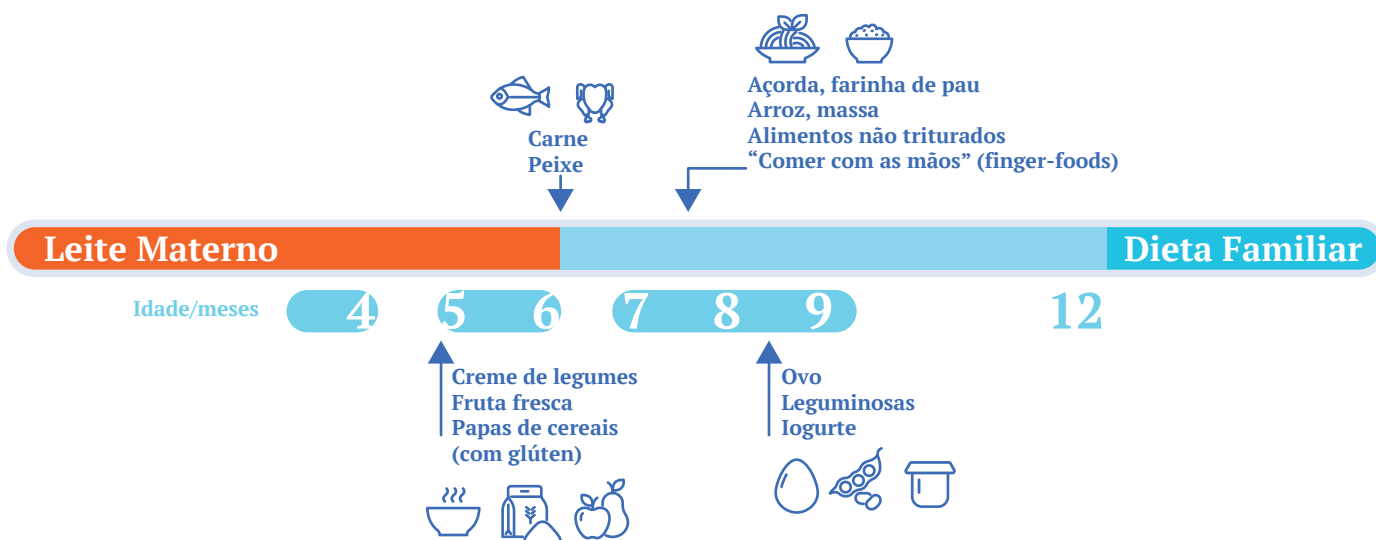 Açorda, farinha de pau
Arroz, massa
Alimentos não triturados
“Comer com as mãos” (finger-foods)
Carne
Peixe
Leite Materno
Dieta Familiar
Idade/meses
4 5 6 7 8 9 12
Creme de legumes
Fruta fresca
Papas de cereais
(com glúten)
Ovo
Leguminosas
Iogurte